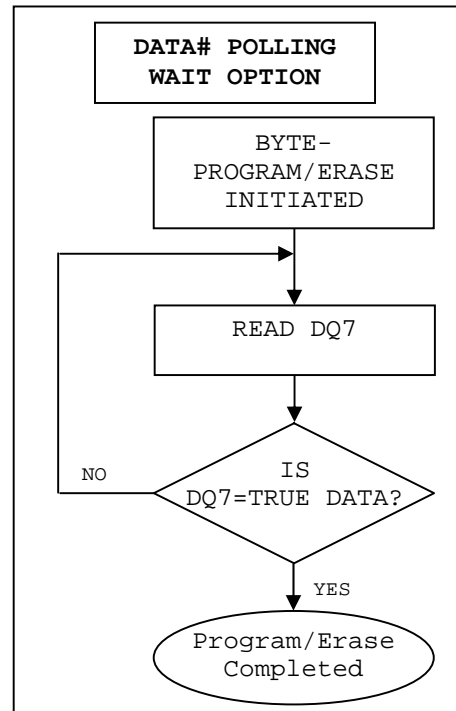 DATA# POLLING
WAIT OPTION
BYTE-
PROGRAM/ERASE
INITIATED
READ DQ7
IS
DQ7=TRUE DATA?
NO
YES
Program/Erase
Completed